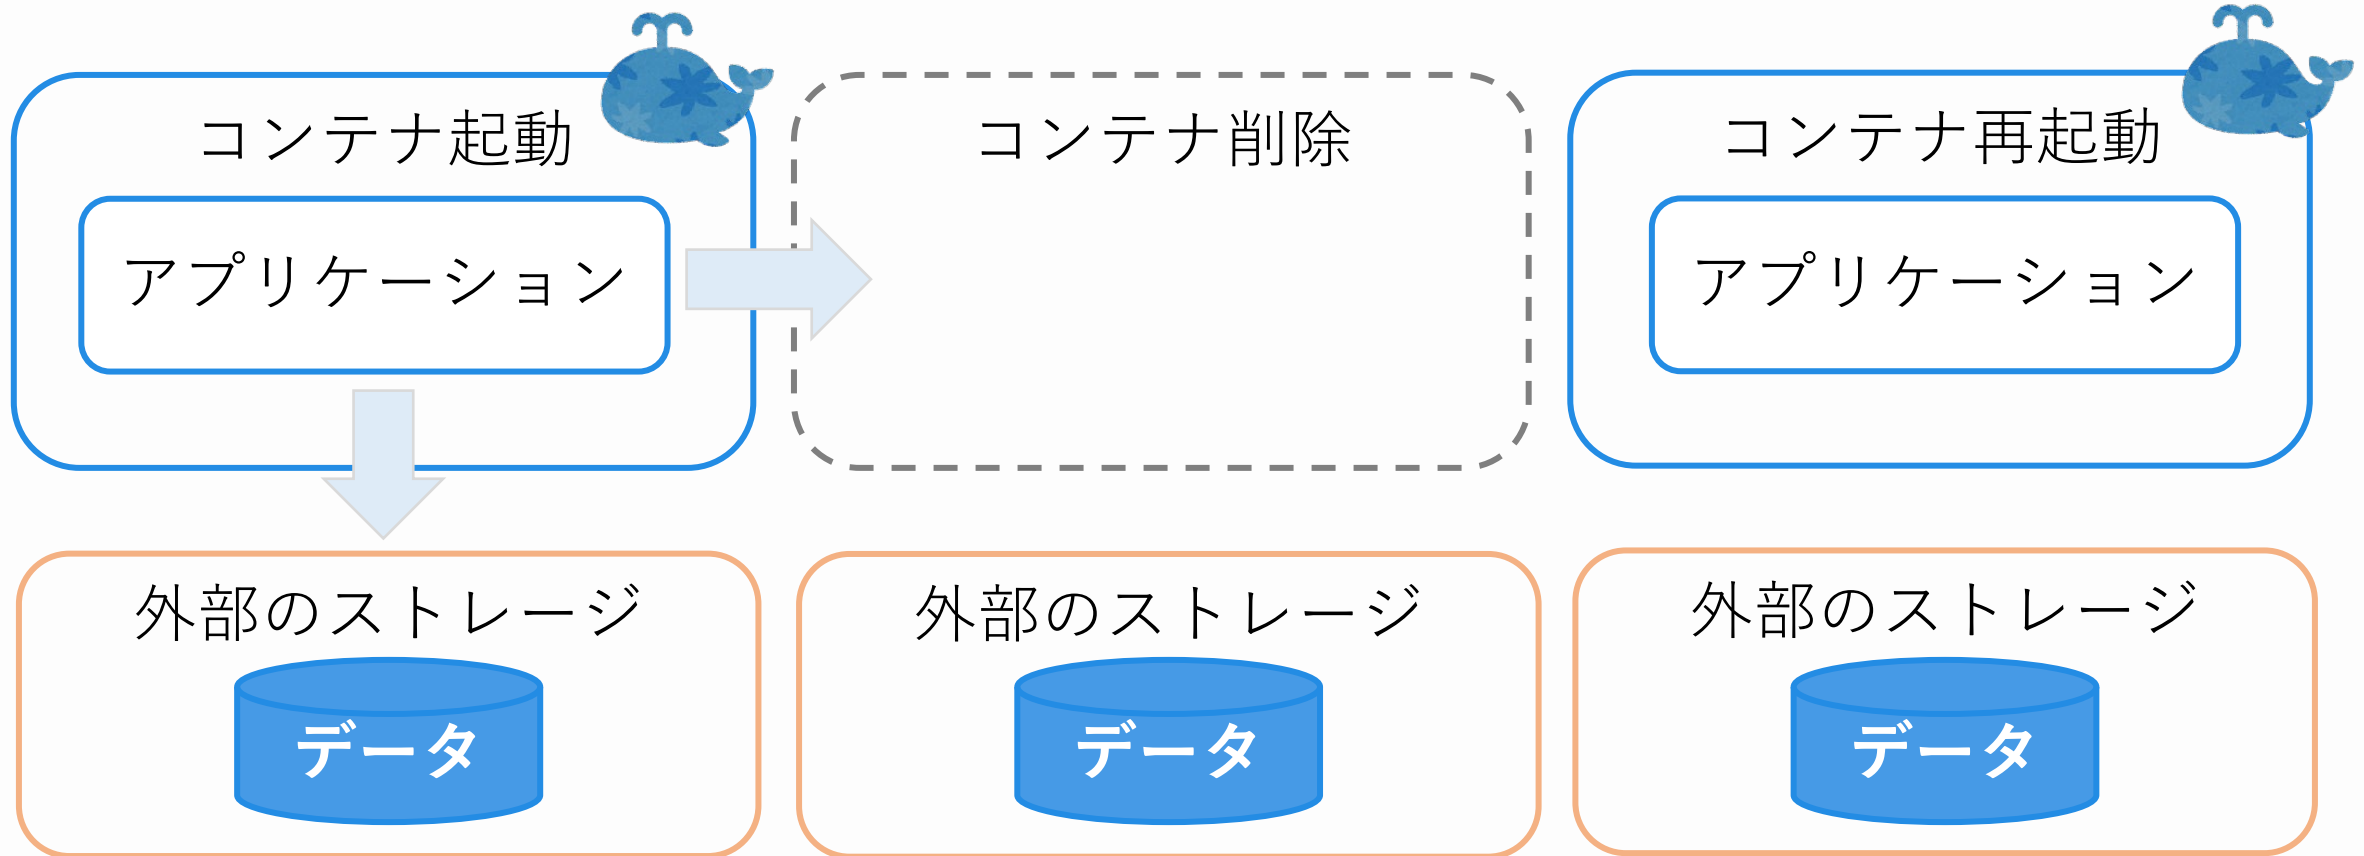 コンテナ起動
アプリケーション
コンテナ削除
コンテナ再起動
アプリケーション
外部のストレージ
データ
外部のストレージ
データ
外部のストレージ
データ